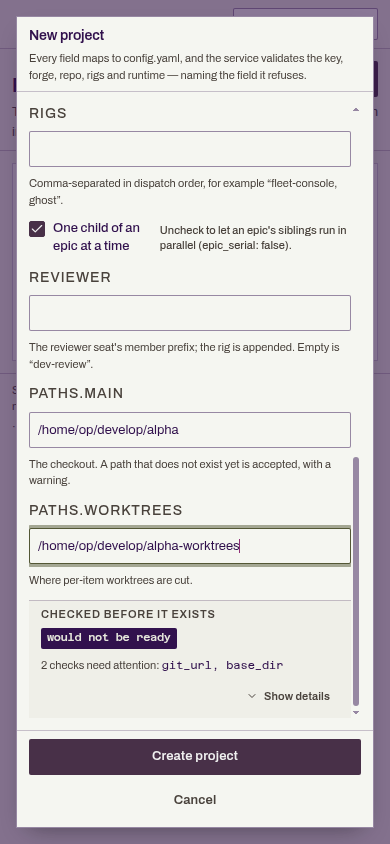 New project
Every field maps to config.yaml, and the service validates the key,
forge, repo, rigs and runtime — naming the field it refuses.
RIGS
Comma-separated in dispatch order, for example “fleet-console,
ghost”.
One child of an
epic at a time
Uncheck to let an epic's siblings run in
parallel (epic_serial: false).
REVIEWER
The reviewer seat's member prefix; the rig is appended. Empty is
“dev-review”.
PATHS.MAIN
/home/op/develop/alpha
The checkout. A path that does not exist yet is accepted, with a
warning.
PATHS.WORKTREES
/home/op/develop/alpha-worktrees
Where per-item worktrees are cut.
CHECKED BEFORE IT EXISTS
would not be ready
2 checks need attention: git_url, base_dir
Show details
Create project
Cancel